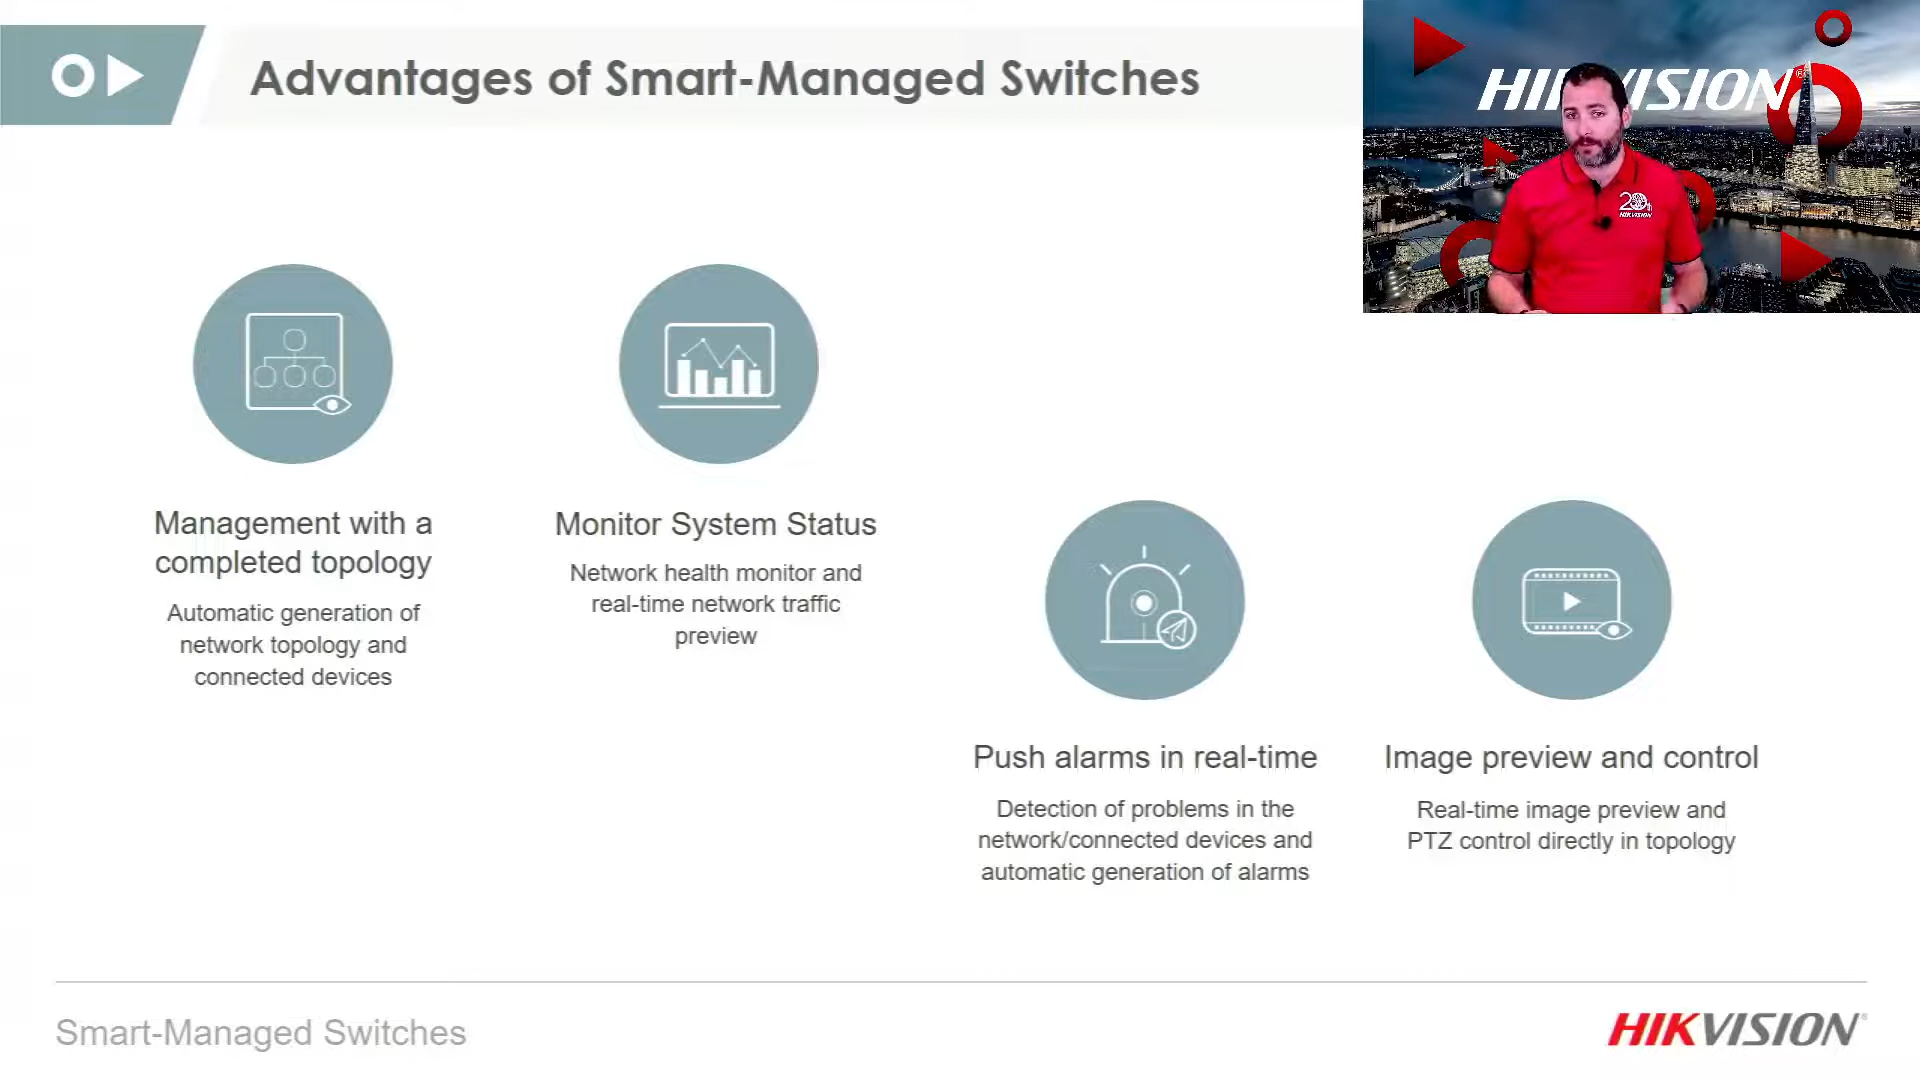 Advantages of Smart-Managed Switches
HIKVISION®
20th
HIKVISION
Management with a
completed topology
Automatic generation of
network topology and
connected devices
Monitor System Status
Network health monitor and
real-time network traffic
preview
Push alarms in real-time
Detection of problems in the
network/connected devices and
automatic generation of alarms
Image preview and control
Real-time image preview and
PTZ control directly in topology
Smart-Managed Switches
HIKVISION®